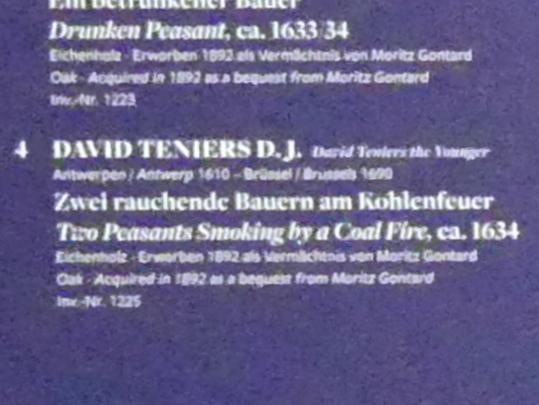 Ein betrunkener Bauer
Drunken Peasant, ca. 1633/34
Eichenholz · Erworben 1892 als Vermächtnis von Moritz Gontard
Oak · Acquired in 1892 as a bequest from Moritz Gontard
Inv.-Nr. 1223
4 DAVID TENIERS D. J. David Teniers the Younger
Antwerpen / Antwerp 1610 – Brüssel / Brussels 1690
Zwei rauchende Bauern am Kohlenfeuer
Two Peasants Smoking by a Coal Fire, ca. 1634
Eichenholz · Erworben 1892 als Vermächtnis von Moritz Gontard
Oak · Acquired in 1892 as a bequest from Moritz Gontard
Inv.-Nr. 1225